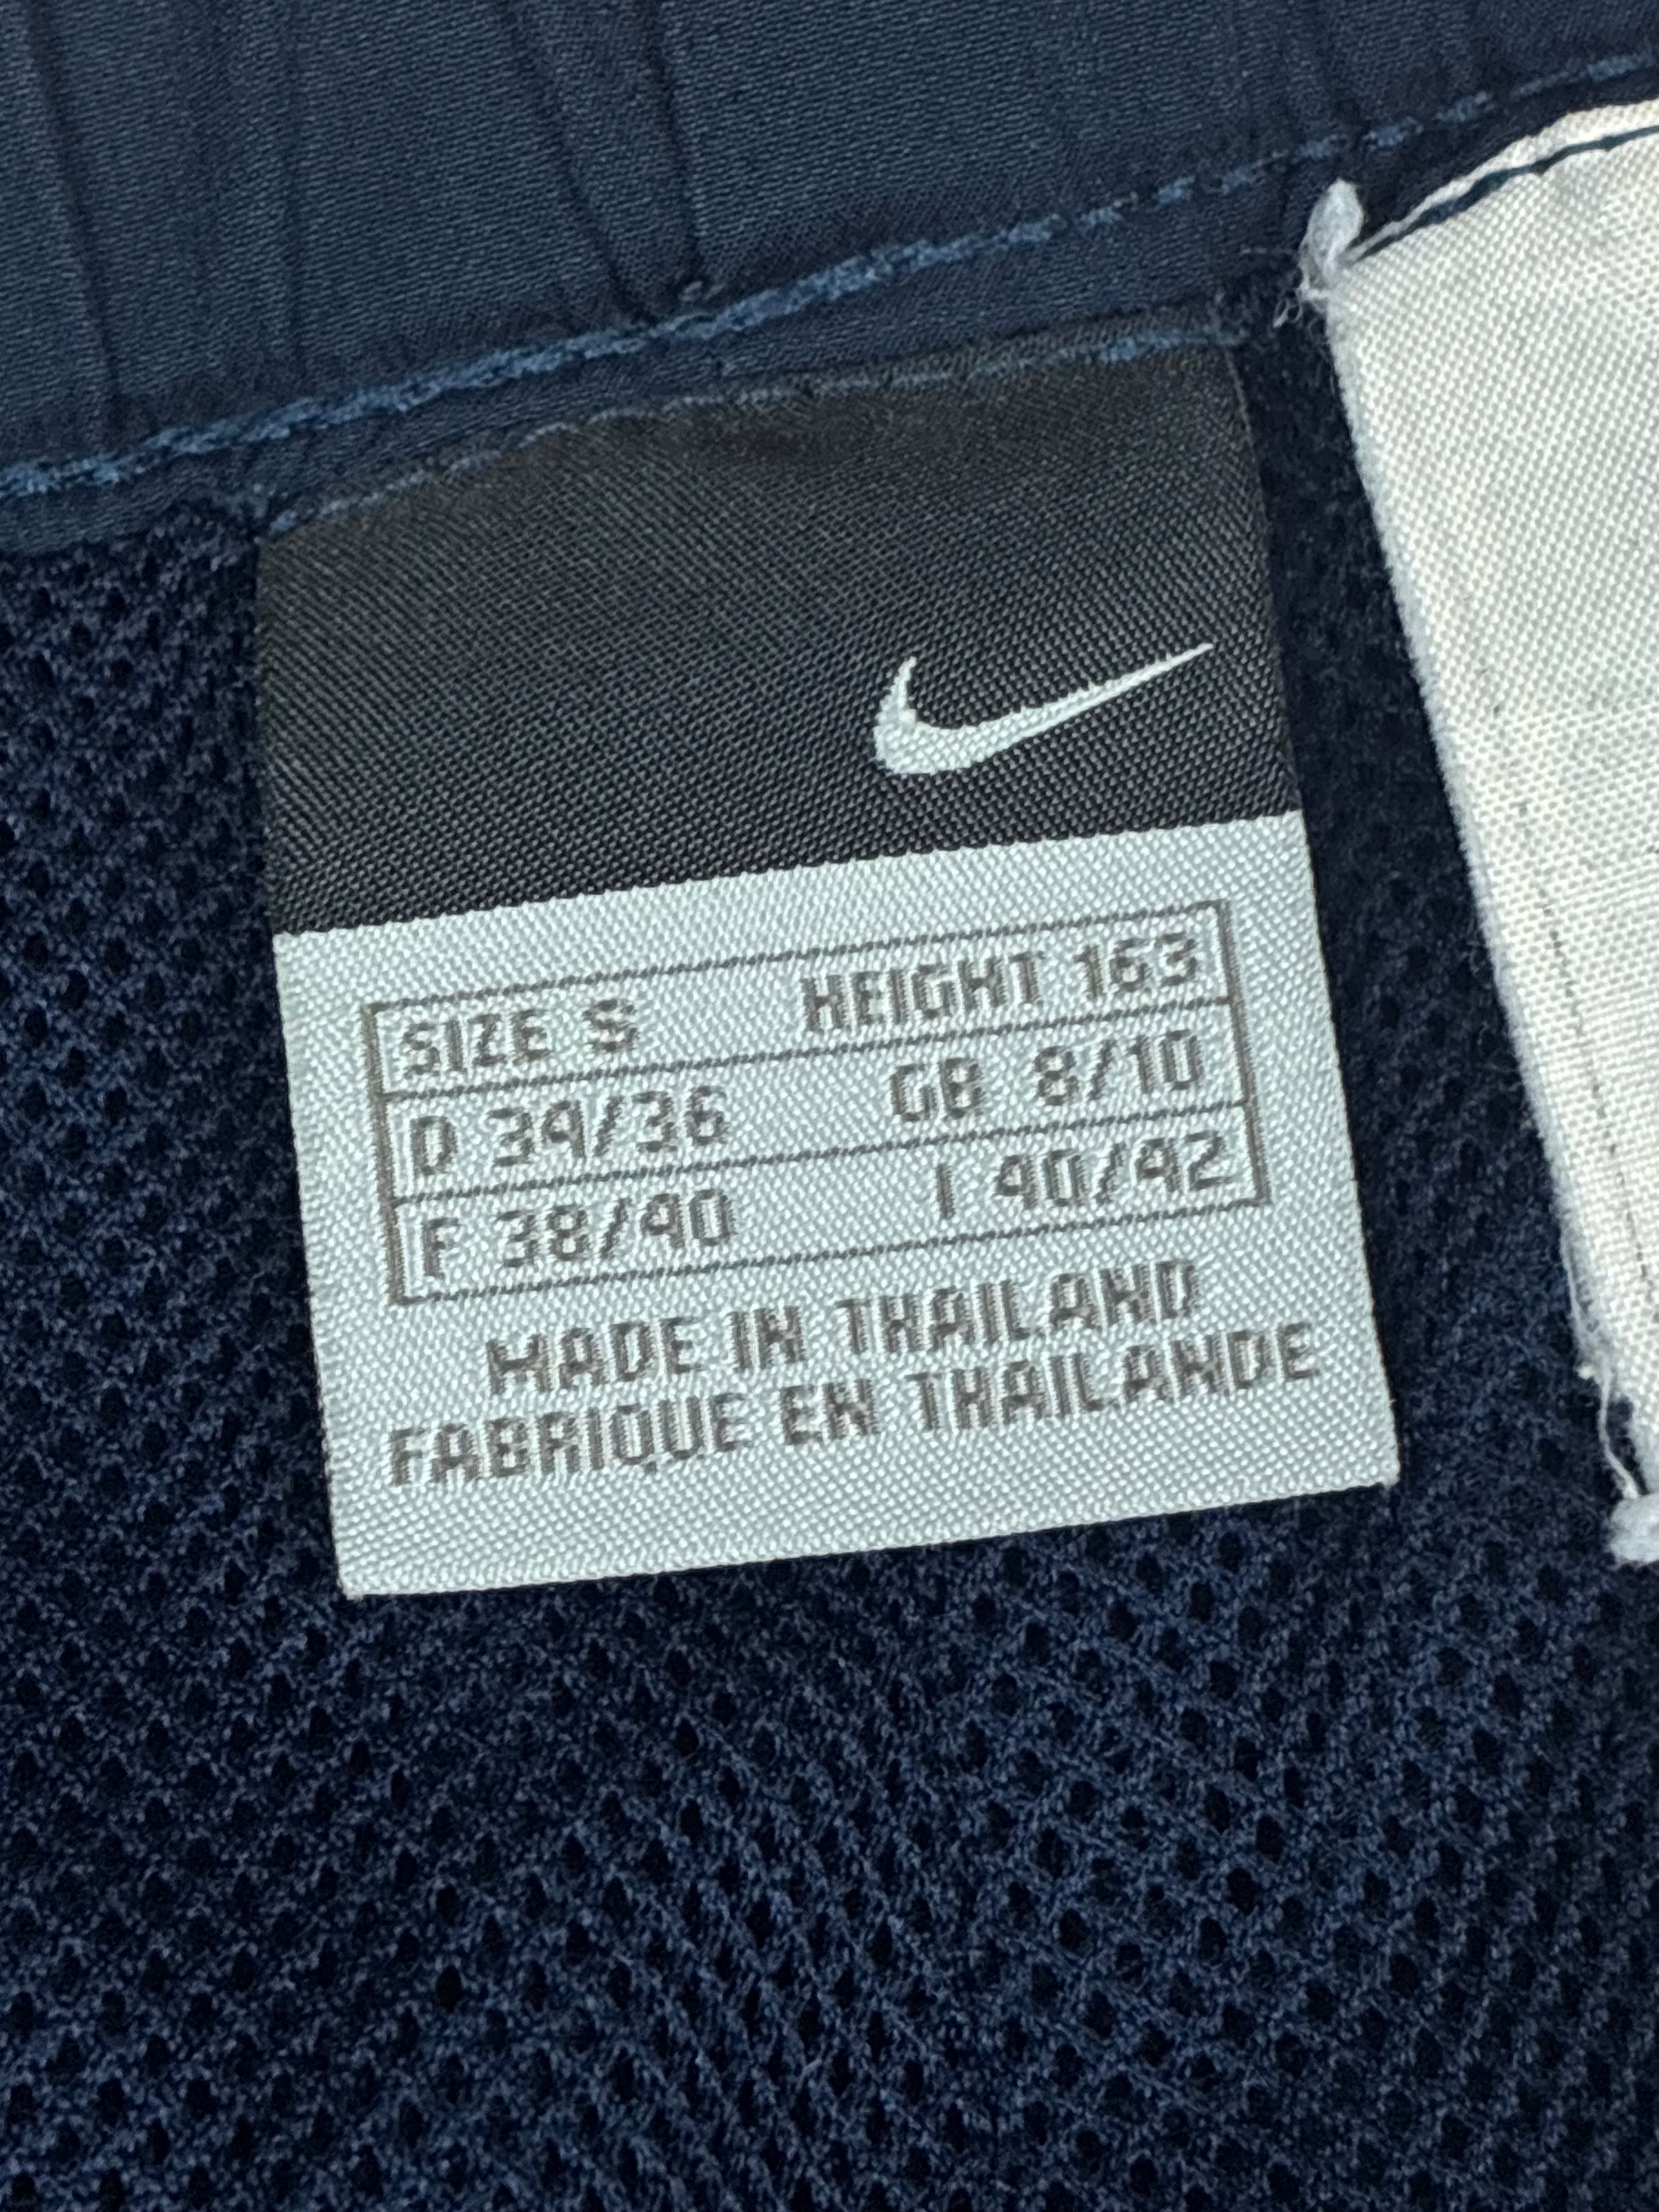 SIZE S HEIGHT 163
D 34/36 GB 8/10
F 38/40 I 40/42
MADE IN THAILAND
FABRIQUE EN THAILANDE